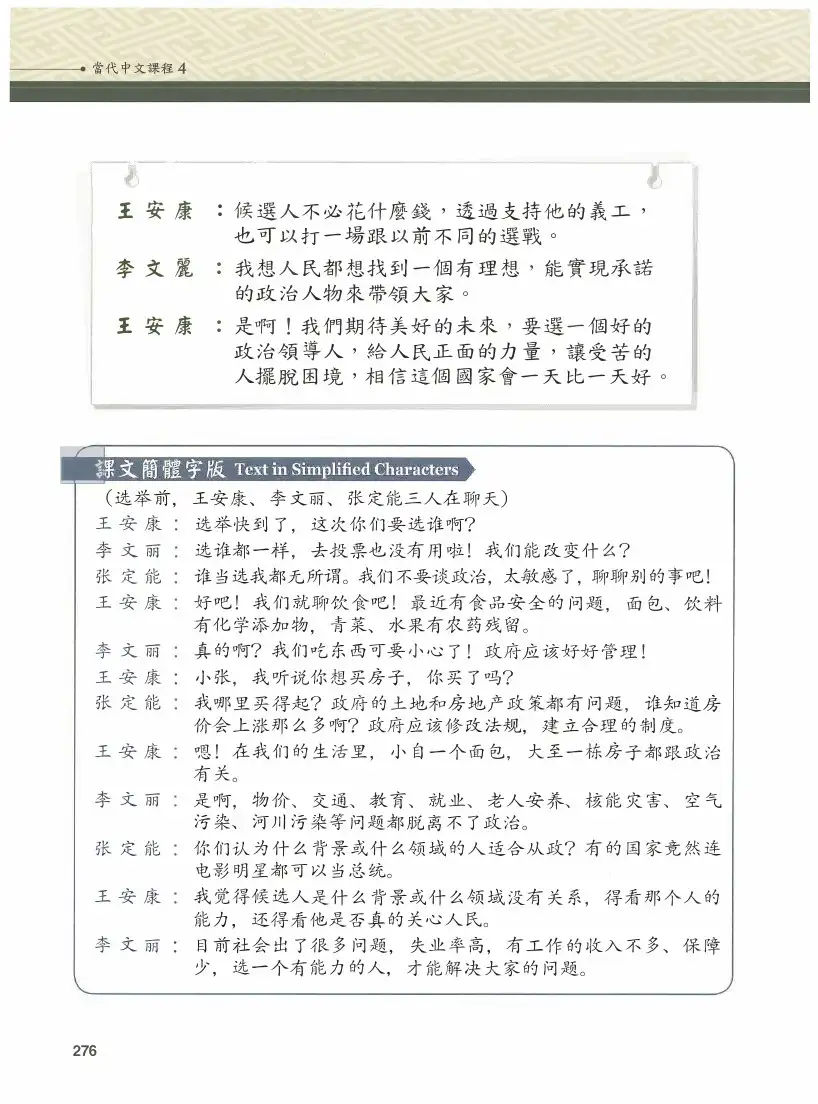 當代中文課程 4
王安康：候選人不必花什麼錢，透過支持他的義工，
也可以打一場跟以前不同的選戰。
李文麗：我想人民都想找到一個有理想，能實現承諾
的政治人物來帶領大家。
王安康：是啊！我們期待美好的未來，要選一個好的
政治領導人，給人民正面的力量，讓受苦的
人擺脫困境，相信這個國家會一天比一天好。
課文簡體字版 Text in Simplified Characters
（选举前，王安康、李文丽、张定能三人在聊天）
王安康：选举快到了，这次你们要选谁啊？
李文丽：选谁都一样，去投票也没有用啦！我们能改变什么？
张定能：谁当选我都无所谓。我们不要谈政治，太敏感了，聊聊别的事吧！
王安康：好吧！我们就聊饮食吧！最近有食品安全的问题，面包、饮料
有化学添加物，青菜、水果有农药残留。
李文丽：真的啊？我们吃东西可要小心了！政府应该好好管理！
王安康：小张，我听说你想买房子，你买了吗？
张定能：我哪里买得起？政府的土地和房地产政策都有问题，谁知道房
价会上涨那么多啊？政府应该修改法规，建立合理的制度。
王安康：嗯！在我们的生活里，小自一个面包，大至一栋房子都跟政治
有关。
李文丽：是啊，物价、交通、教育、就业、老人安养、核能灾害、空气
污染、河川污染等问题都脱离不了政治。
张定能：你们认为什么背景或什么领域的人适合从政？有的国家竟然连
电影明星都可以当总统。
王安康：我觉得候选人是什么背景或什么领域没有关系，得看那个人的
能力，还得看他是否真的关心人民。
李文丽：目前社会出了很多问题，失业率高，有工作的收入不多、保障
少，选一个有能力的人，才能解决大家的问题。
276